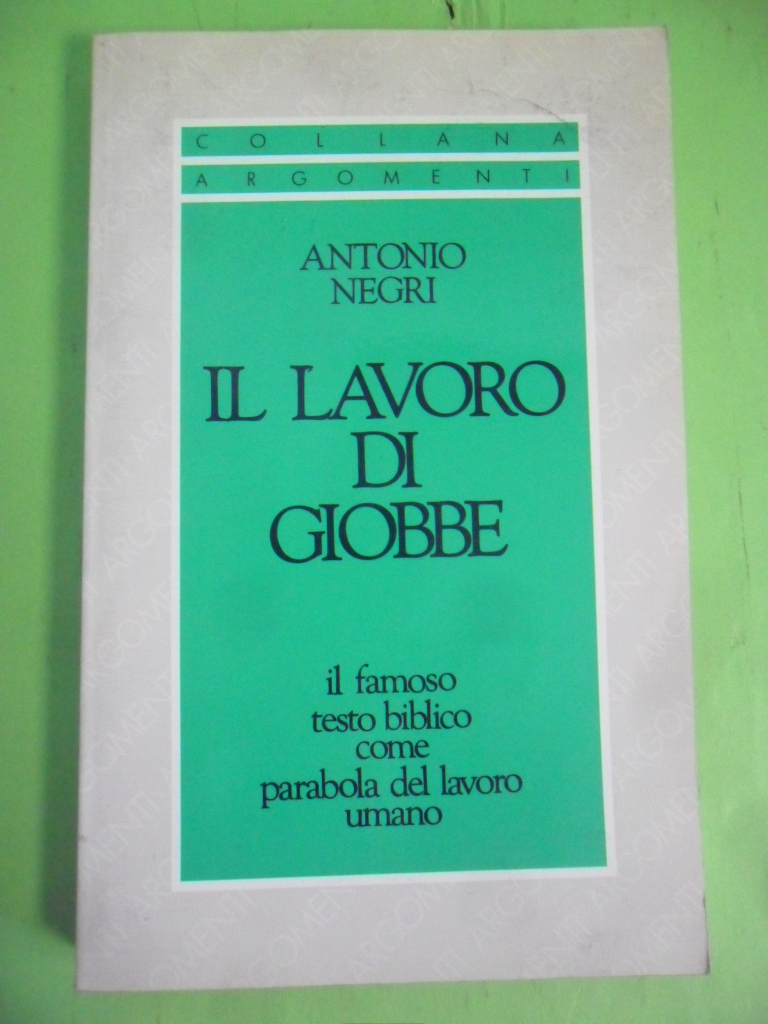 COLLANA
ARGOMENTI
ANTONIO
NEGRI
IL LAVORO
DI
GIOBBE
il famoso
testo biblico
come
parabola del lavoro
umano